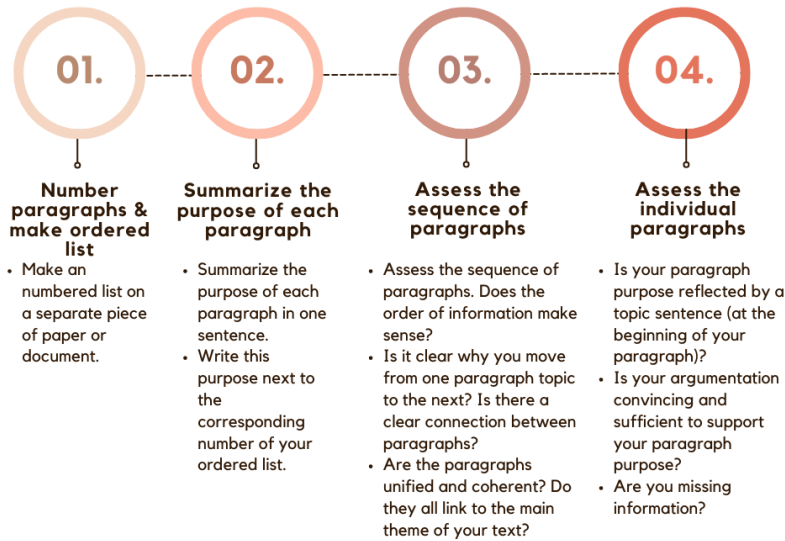 01.
02.
03.
04.
Number
paragraphs &
make ordered
list
• Make an
numbered list on
a separate piece
of paper or
document.
Summarize the
purpose of each
paragraph
• Summarize the
purpose of each
paragraph in one
sentence.
• Write this
purpose next to
the
corresponding
number of your
ordered list.
Assess the
sequence of
paragraphs
• Assess the sequence of
paragraphs. Does the
order of information make
sense?
• Is it clear why you move
from one paragraph topic
to the next? Is there a
clear connection between
paragraphs?
• Are the paragraphs
unified and coherent? Do
they all link to the main
theme of your text?
Assess the
individual
paragraphs
• Is your paragraph
purpose reflected by a
topic sentence (at the
beginning of your
paragraph)?
• Is your argumentation
convincing and
sufficient to support
your paragraph
purpose?
• Are you missing
information?